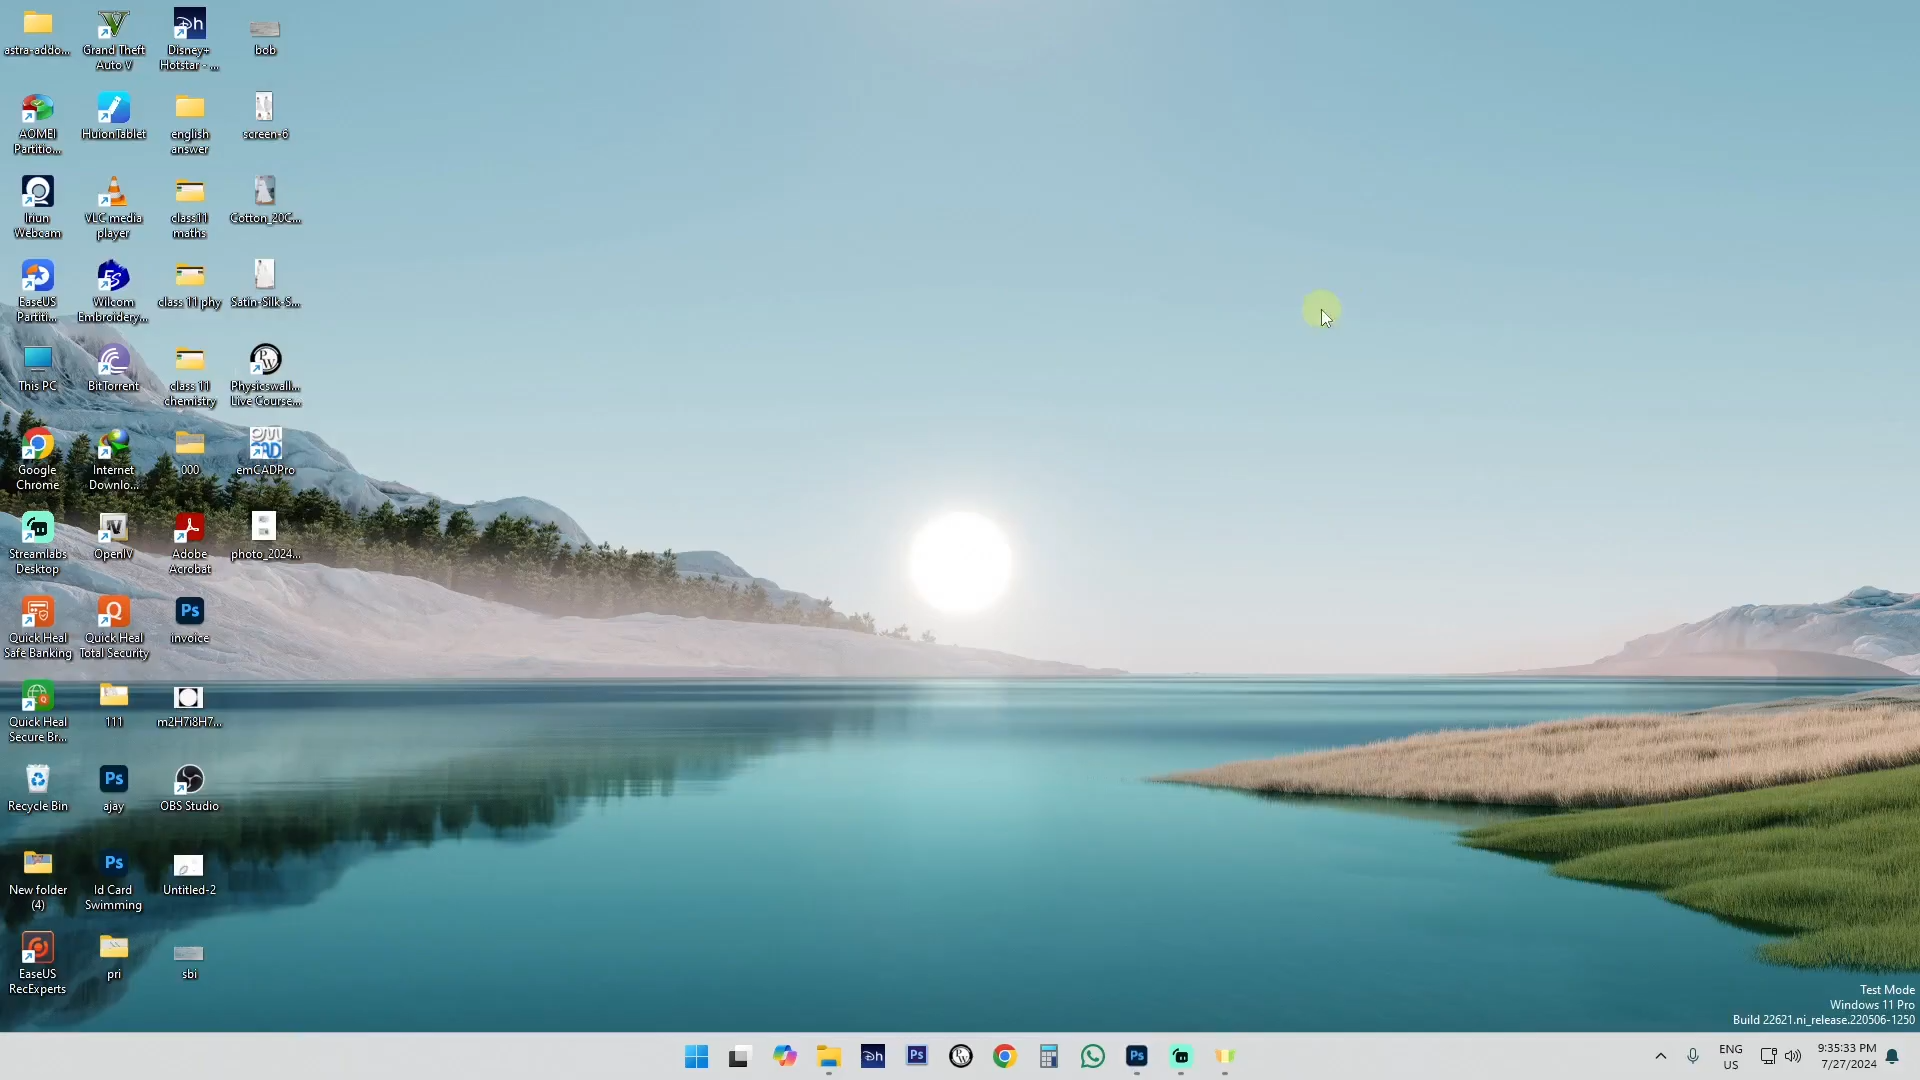 astra-addo...
Grand Theft
Auto V
Disney+
Hotstar - ...
bob
AOMEI
Partitio...
HuionTablet
english
answer
screen-6
Iriun
Webcam
VLC media
player
class11
maths
Cotton_20C...
EaseUS
Partiti...
Wilcom
Embroidery...
class 11 phy
Satin-Silk-S...
This PC
BitTorrent
class 11
chemistry
Physicswall...
Live Course...
Google
Chrome
Internet
Downlo...
000
emCADPro
Streamlabs
Desktop
OpenIV
Adobe
Acrobat
photo_2024...
Quick Heal
Safe Banking
Quick Heal
Total Security
Ps
invoice
Quick Heal
Secure Br...
111
m2H7i8H7...
Recycle Bin
Ps
ajay
OBS Studio
New folder
(4)
Ps
Id Card
Swimming
Untitled-2
EaseUS
RecExperts
pri
sbi
Test Mode
Windows 11 Pro
Build 22621.ni_release.220506-1250
ENG
US
9:35:33 PM
7/27/2024